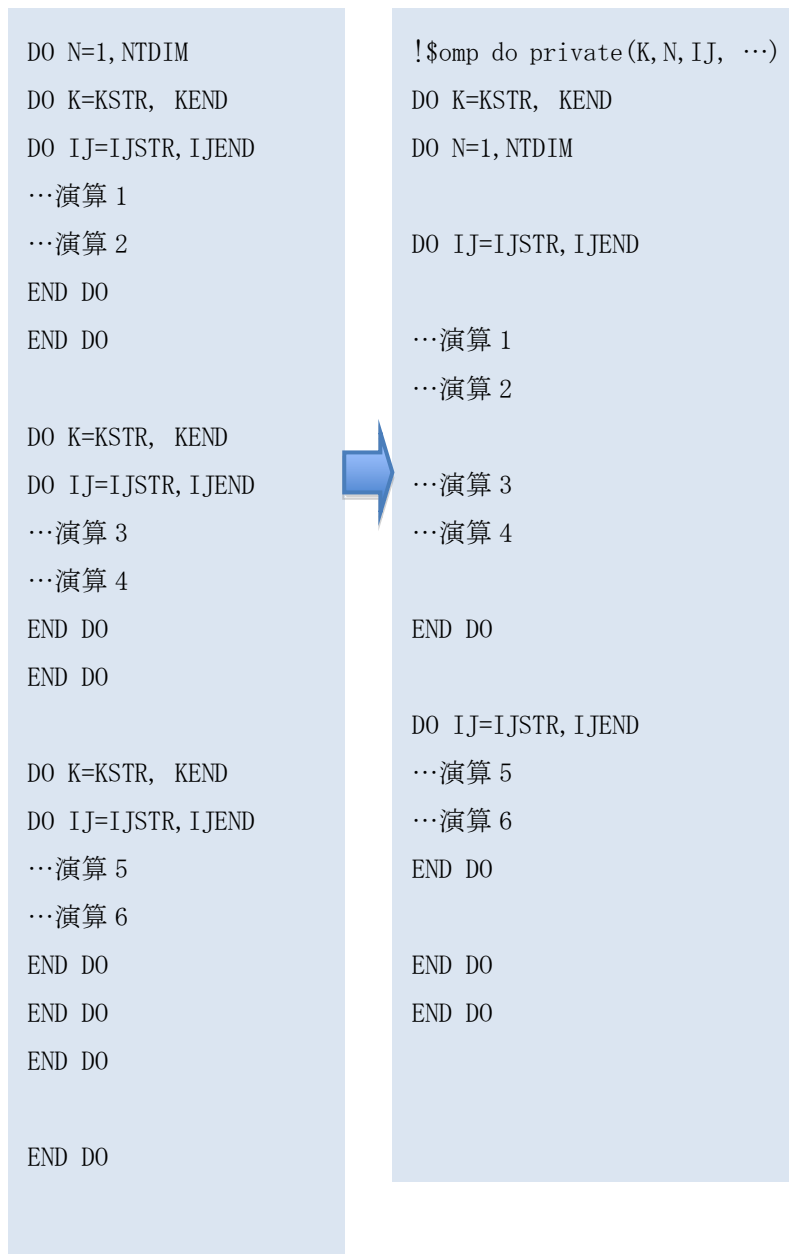 DO N=1,NTDIM
DO K=KSTR, KEND
DO IJ=IJSTR,IJEND
…演算 1
…演算 2
END DO
END DO
DO K=KSTR, KEND
DO IJ=IJSTR,IJEND
…演算 3
…演算 4
END DO
END DO
DO K=KSTR, KEND
DO IJ=IJSTR,IJEND
…演算 5
…演算 6
END DO
END DO
END DO
END DO
!$omp do private(K,N,IJ, …)
DO K=KSTR, KEND
DO N=1,NTDIM
DO IJ=IJSTR,IJEND
…演算 1
…演算 2
…演算 3
…演算 4
END DO
DO IJ=IJSTR,IJEND
…演算 5
…演算 6
END DO
END DO
END DO